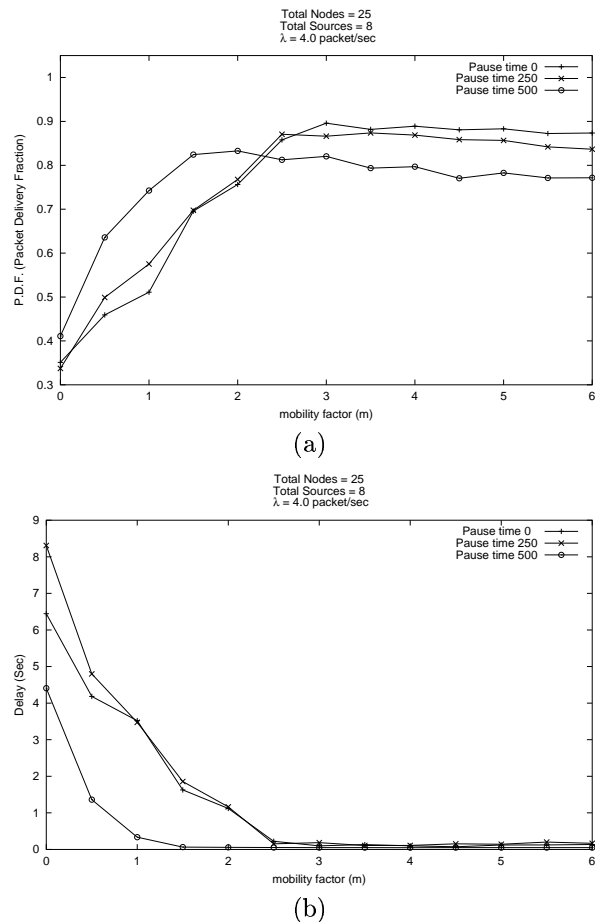 Total Nodes = 25
Total Sources = 8
λ = 4.0 packet/sec
Pause time 0
Pause time 250
Pause time 500
P.D.F. (Packet Delivery Fraction)
1
0.9
0.8
0.7
0.6
0.5
0.4
0.3
0 1 2 3 4 5 6
mobility factor (m)
(a)
Total Nodes = 25
Total Sources = 8
λ = 4.0 packet/sec
Pause time 0
Pause time 250
Pause time 500
Delay (Sec)
9
8
7
6
5
4
3
2
1
0
0 1 2 3 4 5 6
mobility factor (m)
(b)